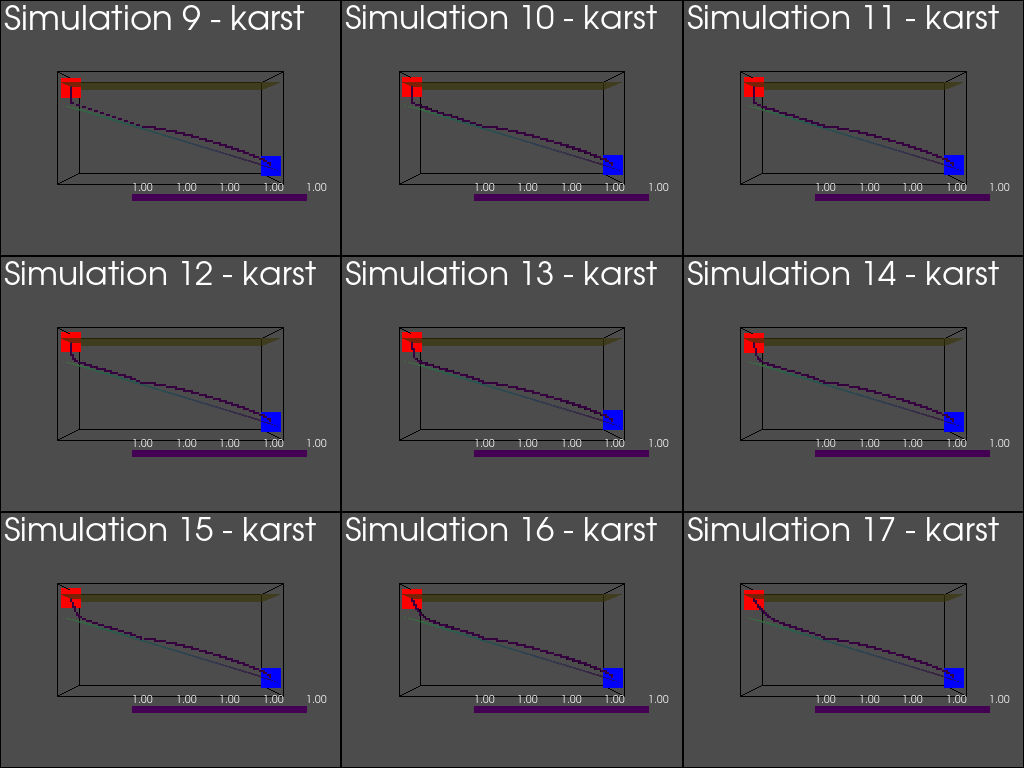 Simulation 9 - karst
1.00 1.00 1.00 1.00 1.00
Simulation 10 - karst
1.00 1.00 1.00 1.00 1.00
Simulation 11 - karst
1.00 1.00 1.00 1.00 1.00
Simulation 12 - karst
1.00 1.00 1.00 1.00 1.00
Simulation 13 - karst
1.00 1.00 1.00 1.00 1.00
Simulation 14 - karst
1.00 1.00 1.00 1.00 1.00
Simulation 15 - karst
1.00 1.00 1.00 1.00 1.00
Simulation 16 - karst
1.00 1.00 1.00 1.00 1.00
Simulation 17 - karst
1.00 1.00 1.00 1.00 1.00